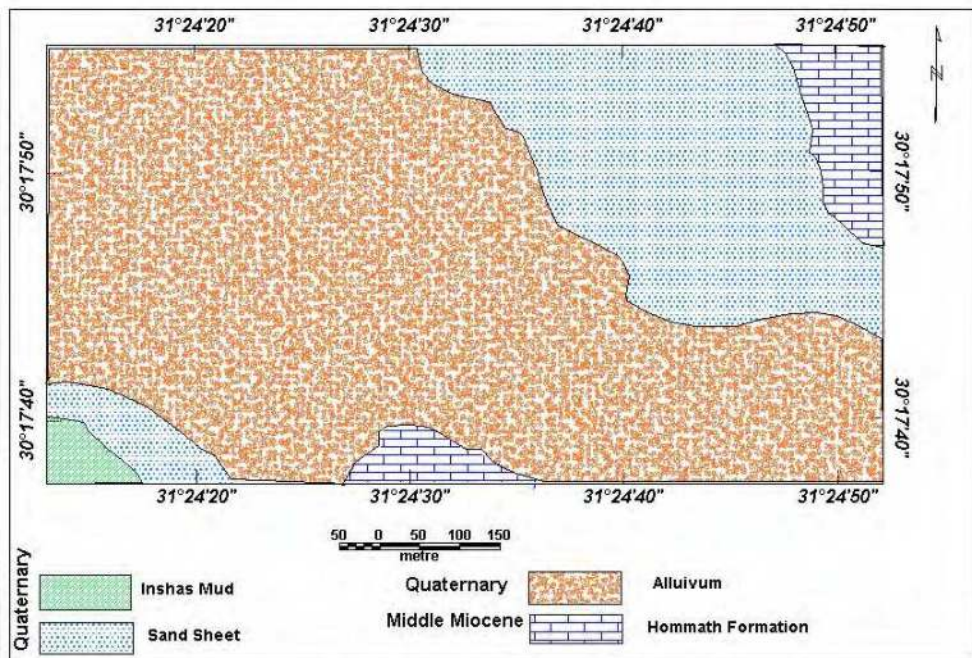 31°24'20" 31°24'30" 31°24'40" 31°24'50"
N
30°17'50" 30°17'50"
30°17'40" 30°17'40"
31°24'20" 31°24'30" 31°24'40" 31°24'50"
50 0 50 100 150
metre
Quaternary
Inshas Mud
Sand Sheet
Quaternary
Alluivum
Middle Miocene
Hommath Formation